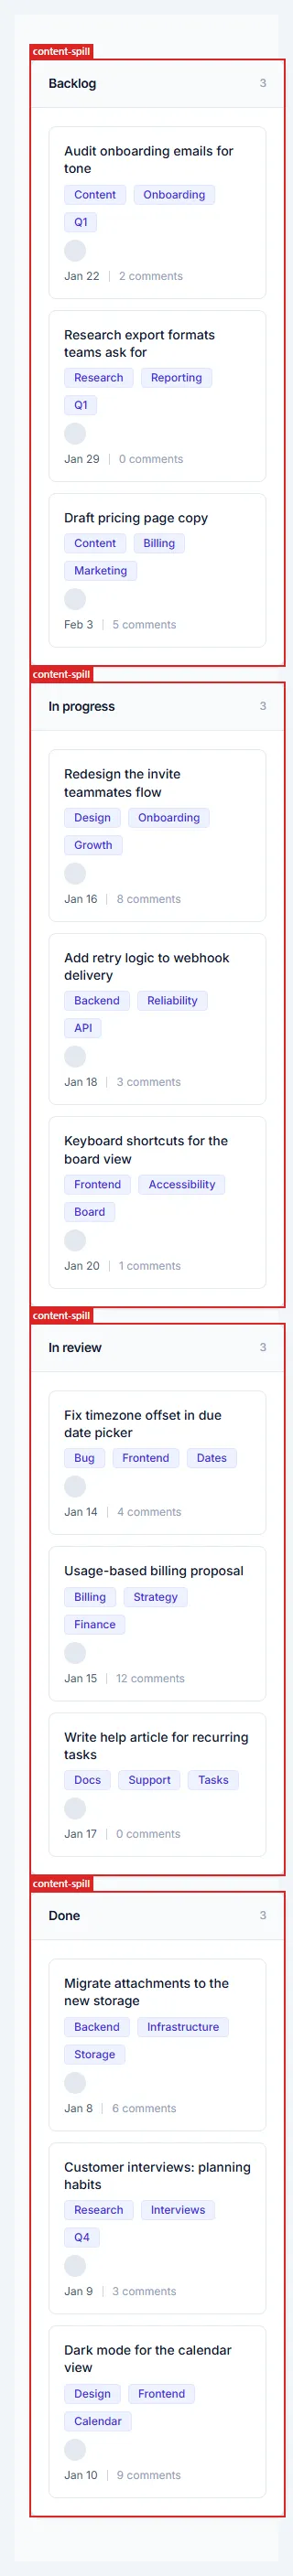 content-spill
Backlog 3
Audit onboarding emails for
tone
Content Onboarding
Q1
Jan 22 2 comments
Research export formats
teams ask for
Research Reporting
Q1
Jan 29 0 comments
Draft pricing page copy
Content Billing
Marketing
Feb 3 5 comments
content-spill
In progress 3
Redesign the invite
teammates flow
Design Onboarding
Growth
Jan 16 8 comments
Add retry logic to webhook
delivery
Backend Reliability
API
Jan 18 3 comments
Keyboard shortcuts for the
board view
Frontend Accessibility
Board
Jan 20 1 comments
content-spill
In review 3
Fix timezone offset in due
date picker
Bug Frontend Dates
Jan 14 4 comments
Usage-based billing proposal
Billing Strategy
Finance
Jan 15 12 comments
Write help article for recurring
tasks
Docs Support Tasks
Jan 17 0 comments
content-spill
Done 3
Migrate attachments to the
new storage
Backend Infrastructure
Storage
Jan 8 6 comments
Customer interviews: planning
habits
Research Interviews
Q4
Jan 9 3 comments
Dark mode for the calendar
view
Design Frontend
Calendar
Jan 10 9 comments